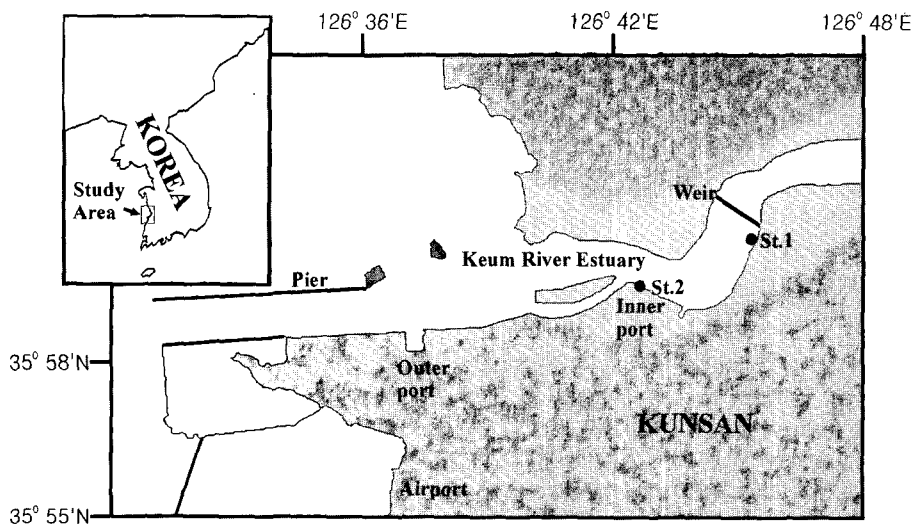 126° 36'E
126° 42'E
126° 48'E
KOREA
Study
Area
Weir
St.1
Keum River Estuary
Pier
St.2
Inner
port
35° 58'N
Outer
port
KUNSAN
Airport
35° 55'N